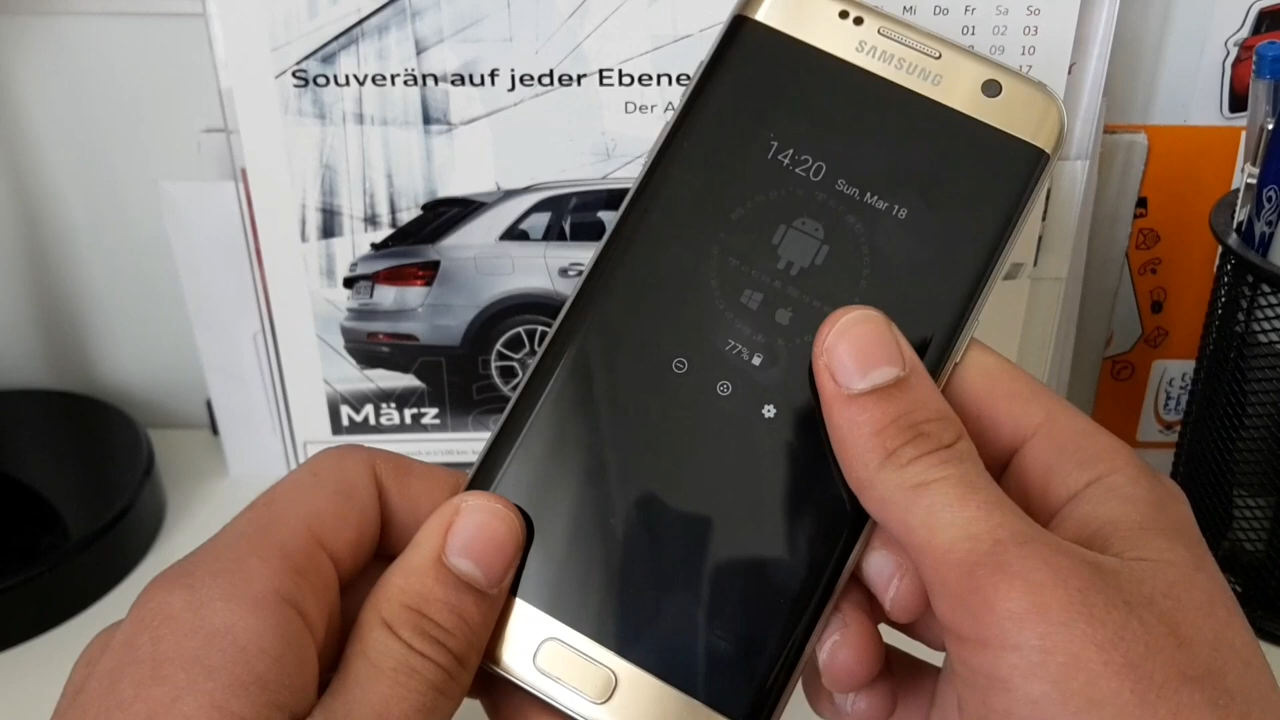 Mi Do Fr Sa So
01 02 03
09 10
17
Souverän auf jeder Ebene
Der A
SAMSUNG
14:20 Sun, Mar 18
77%
März